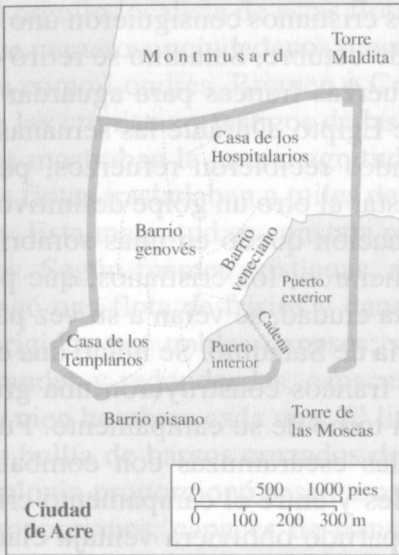 Montmusard
Torre
Maldita
Casa de los
Hospitalarios
Barrio
genovés
Barrio
veneciano
Puerto
exterior
Cadena
Casa de los
Templarios
Puerto
interior
Barrio pisano
Torre de
las Moscas
Ciudad
de Acre
0 500 1000 pies
0 100 200 300 m